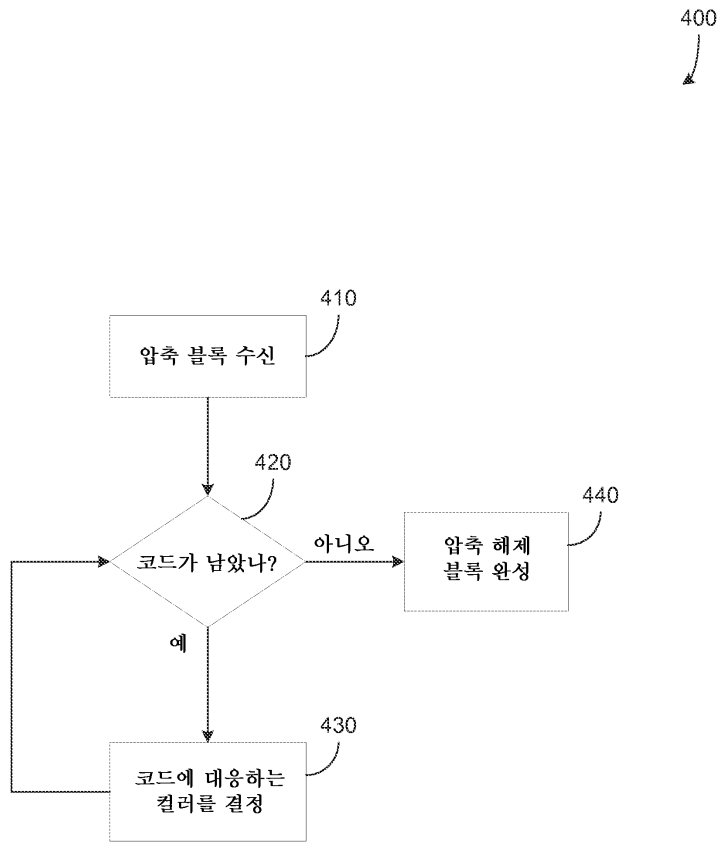 400
410
압축 블록 수신
420
코드가 남았나?
아니오
440
압축 해제
블록 완성
예
430
코드에 대응하는
컬러를 결정